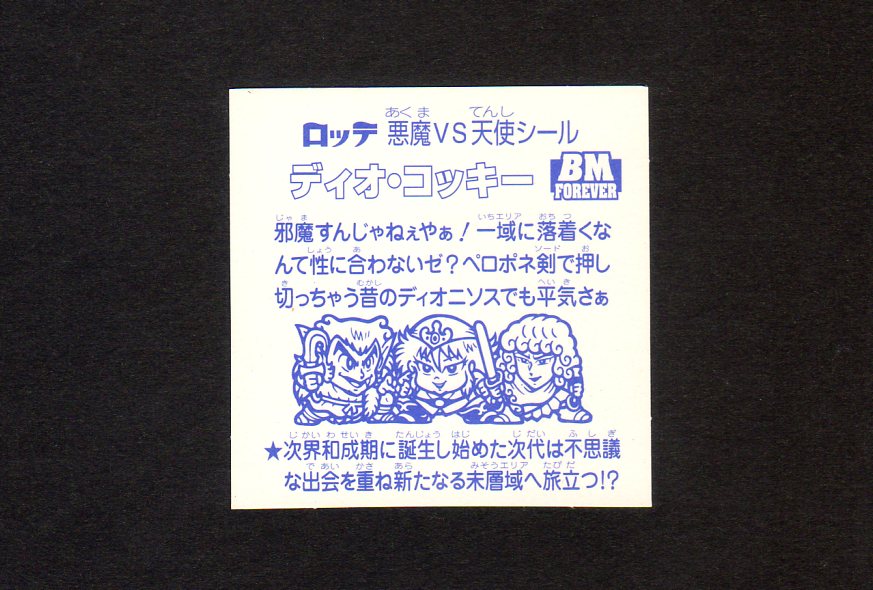 ロッテ 悪魔VS天使シール
ディオ・コッキー BM FOREVER
邪魔すんじゃねぇやぁ！一域に落着くな
んて性に合わないゼ？ペロポネ剣で押し
切っちゃう昔のディオニソスでも平気さぁ
★次界和成期に誕生し始めた次代は不思議
な出会を重ね新たなる未層域へ旅立つ!?